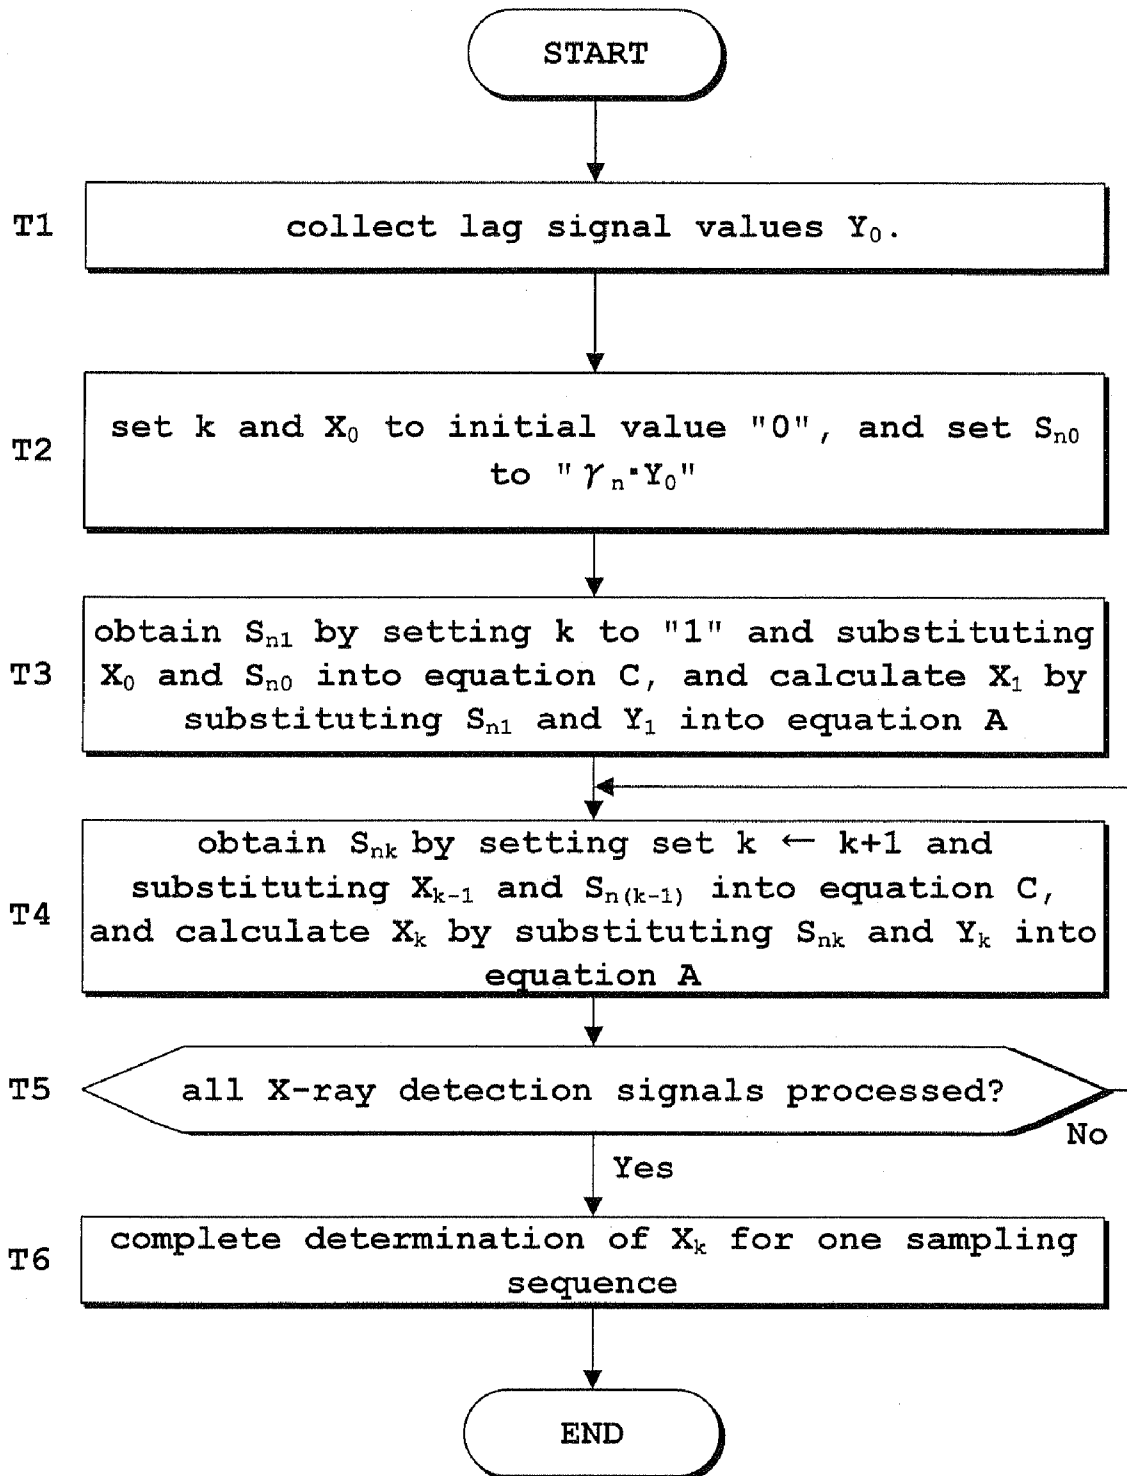 START
T1
collect lag signal values Y₀.
T2
set k and X₀ to initial value "0", and set Sₙ₀
to "γₙ·Y₀"
T3
obtain Sₙ₁ by setting k to "1" and substituting
X₀ and Sₙ₀ into equation C, and calculate X₁ by
substituting Sₙ₁ and Y₁ into equation A
T4
obtain Sₙₖ by setting set k ← k+1 and
substituting Xₖ₋₁ and Sₙ₍ₖ₋₁₎ into equation C,
and calculate Xₖ by substituting Sₙₖ and Yₖ into
equation A
T5
all X-ray detection signals processed?
No
Yes
T6
complete determination of Xₖ for one sampling
sequence
END